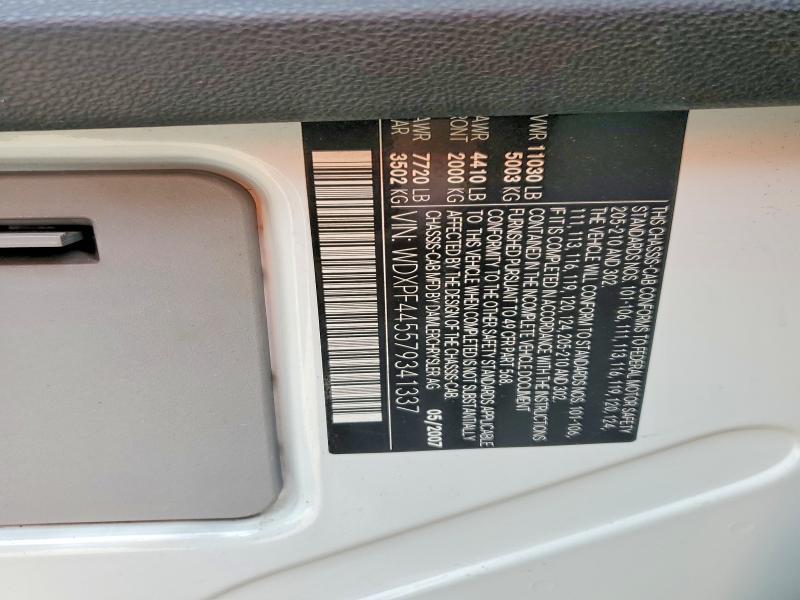 THIS CHASSIS-CAB CONFORMS TO FEDERAL MOTOR SAFETY
STANDARDS NOS. 101-106, 111, 113, 116, 119, 120, 124,
205-210 AND 302.
THE VEHICLE WILL CONFORM TO STANDARDS NOS. 101-106,
111, 113, 116, 119, 120, 124, 205-210 AND 302,
IF IT IS COMPLETED IN ACCORDANCE WITH THE INSTRUCTIONS
CONTAINED IN THE INCOMPLETE VEHICLE DOCUMENT
FURNISHED PURSUANT TO 49 CFR PART 568.
CONFORMITY TO THE OTHER SAFETY STANDARDS APPLICABLE
TO THIS VEHICLE WHEN COMPLETED IS NOT SUBSTANTIALLY
AFFECTED BY THE DESIGN OF THE CHASSIS-CAB.
CHASSIS-CAB MFD BY DAIMLERCHRYSLER AG
05/2007
VWR 11030 LB
5003 KG
AWR 4410 LB
RONT 2000 KG
AWR 7720 LB
AR 3502 KG
VIN: WDXPF445579341337